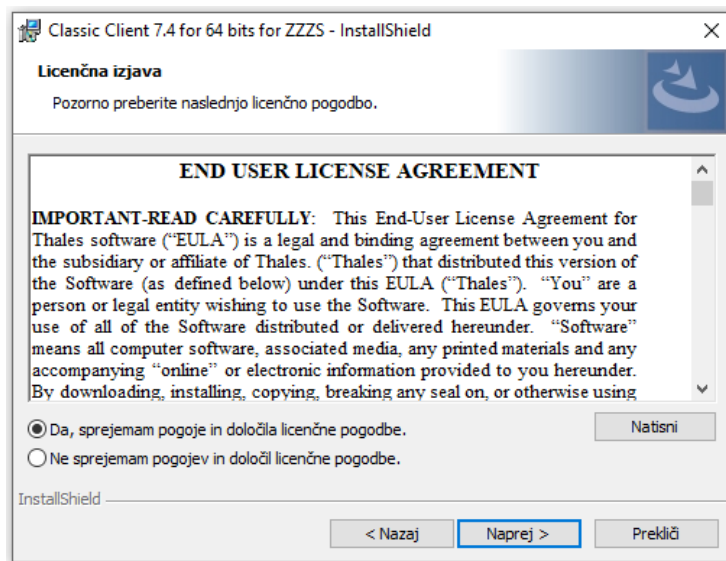 Classic Client 7.4 for 64 bits for ZZZS - InstallShield
Licenčna izjava
Pozorno preberite naslednjo licenčno pogodbo.
END USER LICENSE AGREEMENT
IMPORTANT-READ CAREFULLY: This End-User License Agreement for
Thales software (“EULA”) is a legal and binding agreement between you and
the subsidiary or affiliate of Thales. (“Thales”) that distributed this version of
the Software (as defined below) under this EULA (“Thales”). “You” are a
person or legal entity wishing to use the Software. This EULA governs your
use of all of the Software distributed or delivered hereunder. “Software”
means all computer software, associated media, any printed materials and any
accompanying “online” or electronic information provided to you hereunder.
By downloading, installing, copying, breaking any seal on, or otherwise using
Da, sprejemam pogoje in določila licenčne pogodbe.
Natisni
Ne sprejemam pogojev in določil licenčne pogodbe.
InstallShield
< Nazaj
Naprej >
Prekliči